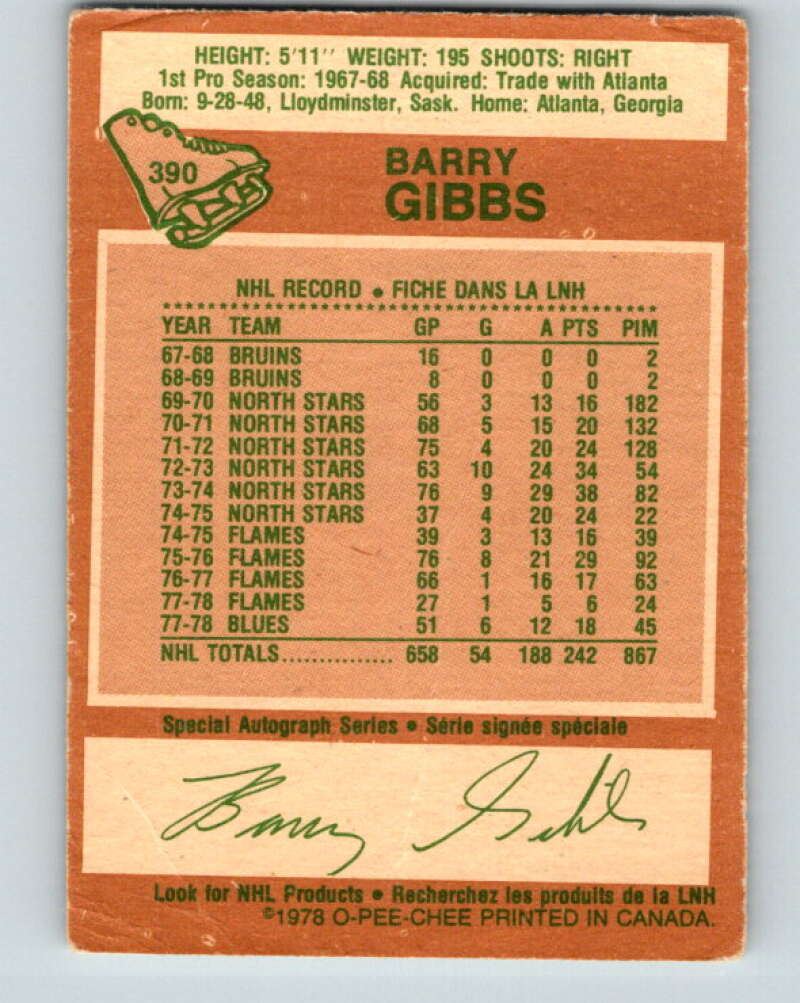 HEIGHT: 5'11'' WEIGHT: 195 SHOOTS: RIGHT
1st Pro Season: 1967-68 Acquired: Trade with Atlanta
Born: 9-28-48, Lloydminster, Sask. Home: Atlanta, Georgia
390
BARRY
GIBBS
NHL RECORD • FICHE DANS LA LNH
YEAR TEAM GP G A PTS PIM
67-68 BRUINS 16 0 0 0 2
68-69 BRUINS 8 0 0 0 2
69-70 NORTH STARS 56 3 13 16 182
70-71 NORTH STARS 68 5 15 20 132
71-72 NORTH STARS 75 4 20 24 128
72-73 NORTH STARS 63 10 24 34 54
73-74 NORTH STARS 76 9 29 38 82
74-75 NORTH STARS 37 4 20 24 22
74-75 FLAMES 39 3 13 16 39
75-76 FLAMES 76 8 21 29 92
76-77 FLAMES 66 1 16 17 63
77-78 FLAMES 27 1 5 6 24
77-78 BLUES 51 6 12 18 45
NHL TOTALS............... 658 54 188 242 867
Special Autograph Series • Série signée spéciale
Barry Gibbs
Look for NHL Products • Recherchez les produits de la LNH
©1978 O-PEE-CHEE PRINTED IN CANADA.